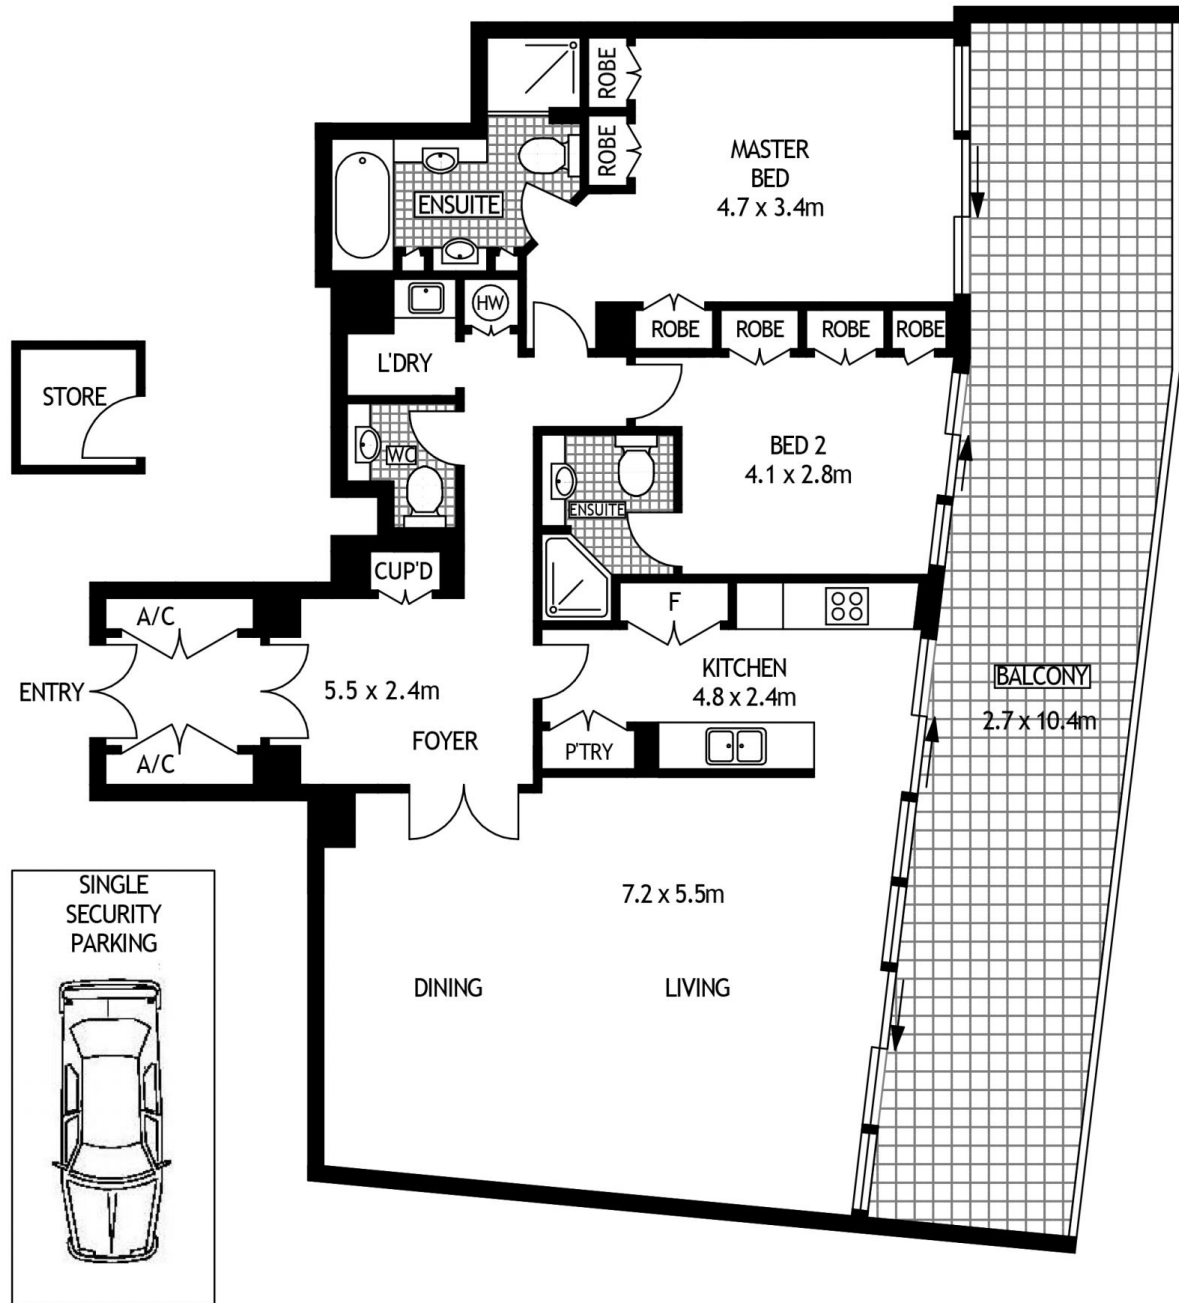 ROBE
ROBE
MASTER
BED
4.7 x 3.4m
ENSUITE
HW
ROBE
ROBE
ROBE
ROBE
L'DRY
STORE
WC
BED 2
4.1 x 2.8m
ENSUITE
CUP'D
A/C
F
ENTRY
5.5 x 2.4m
KITCHEN
4.8 x 2.4m
BALCONY
2.7 x 10.4m
FOYER
P'TRY
A/C
SINGLE
SECURITY
PARKING
7.2 x 5.5m
DINING
LIVING